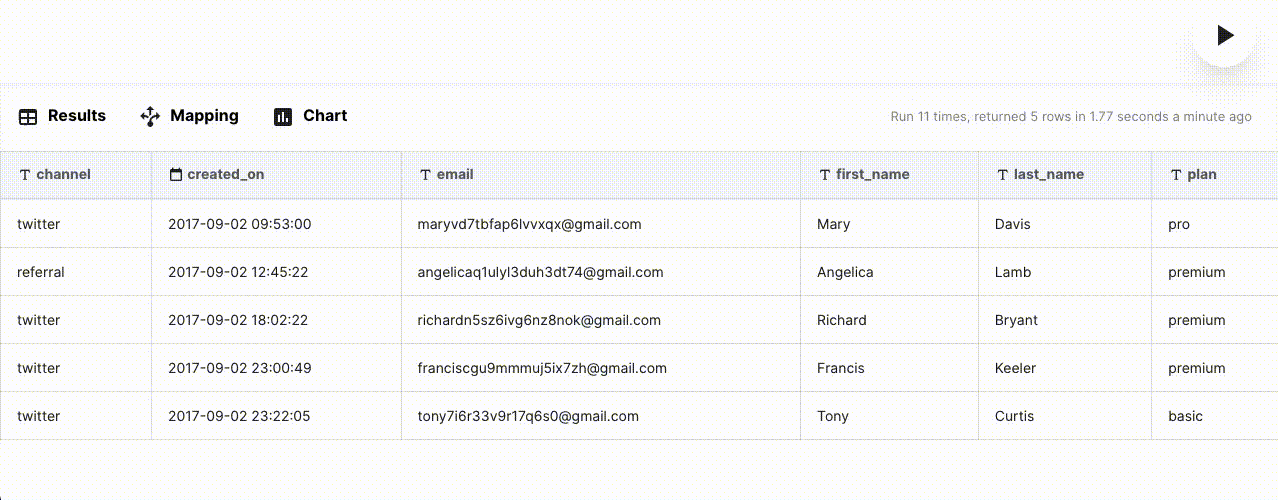 Results Mapping Chart Run 11 times, returned 5 rows in 1.77 seconds a minute ago
channel created_on email first_name last_name plan
twitter 2017-09-02 09:53:00 maryvd7tbfap6lvvxqx@gmail.com Mary Davis pro
referral 2017-09-02 12:45:22 angelicaq1ulyl3duh3dt74@gmail.com Angelica Lamb premium
twitter 2017-09-02 18:02:22 richardn5sz6ivg6nz8nok@gmail.com Richard Bryant premium
twitter 2017-09-02 23:00:49 franciscgu9mmmuj5ix7zh@gmail.com Francis Keeler premium
twitter 2017-09-02 23:22:05 tony7i6r33v9r17q6s0@gmail.com Tony Curtis basic